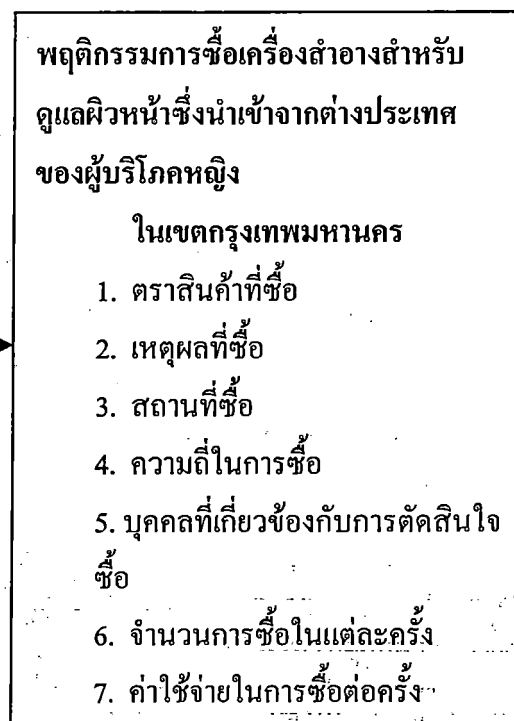 พฤติกรรมการซื้อเครื่องสำอางสำหรับ
ดูแลผิวหน้าซึ่งนำเข้าจากต่างประเทศ
ของผู้บริโภคหญิง
ในเขตกรุงเทพมหานคร
1. ตราสินค้าที่ซื้อ
2. เหตุผลที่ซื้อ
3. สถานที่ซื้อ
4. ความถี่ในการซื้อ
5. บุคคลที่เกี่ยวข้องกับการตัดสินใจ
ซื้อ
6. จำนวนการซื้อในแต่ละครั้ง
7. ค่าใช้จ่ายในการซื้อต่อครั้ง